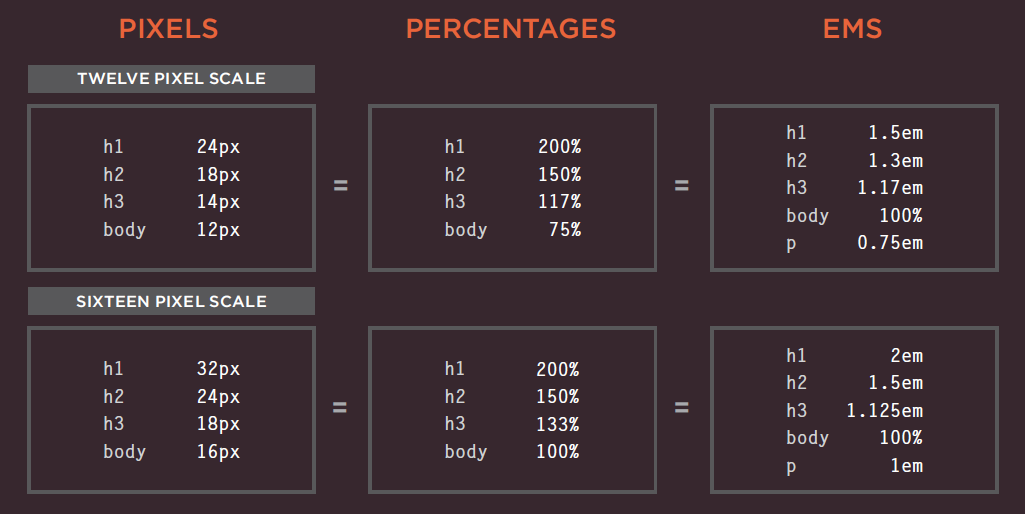 PIXELS PERCENTAGES EMS
TWELVE PIXEL SCALE
h1 24px
h2 18px
h3 14px
body 12px
=
h1 200%
h2 150%
h3 117%
body 75%
=
h1 1.5em
h2 1.3em
h3 1.17em
body 100%
p 0.75em
SIXTEEN PIXEL SCALE
h1 32px
h2 24px
h3 18px
body 16px
=
h1 200%
h2 150%
h3 133%
body 100%
=
h1 2em
h2 1.5em
h3 1.125em
body 100%
p 1em